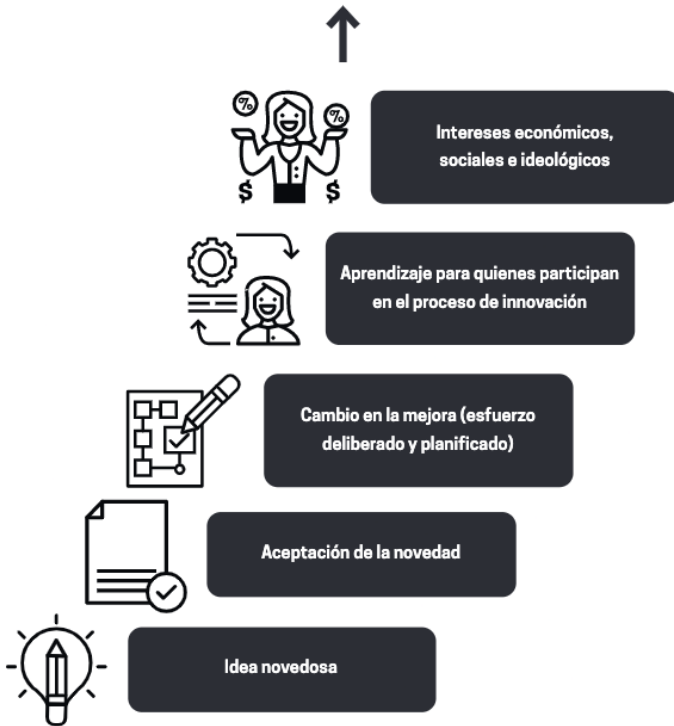 %
%
$
$
Intereses económicos,
sociales e ideológicos
Aprendizaje para quienes participan
en el proceso de innovación
Cambio en la mejora (esfuerzo
deliberado y planificado)
Aceptación de la novedad
Idea novedosa